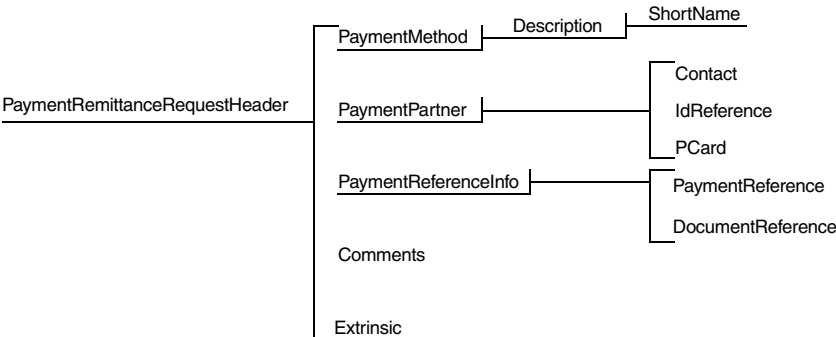 ShortName
Description
PaymentMethod
Contact
PaymentRemittanceRequestHeader
PaymentPartner
IdReference
PCard
PaymentReferenceInfo
PaymentReference
DocumentReference
Comments
Extrinsic